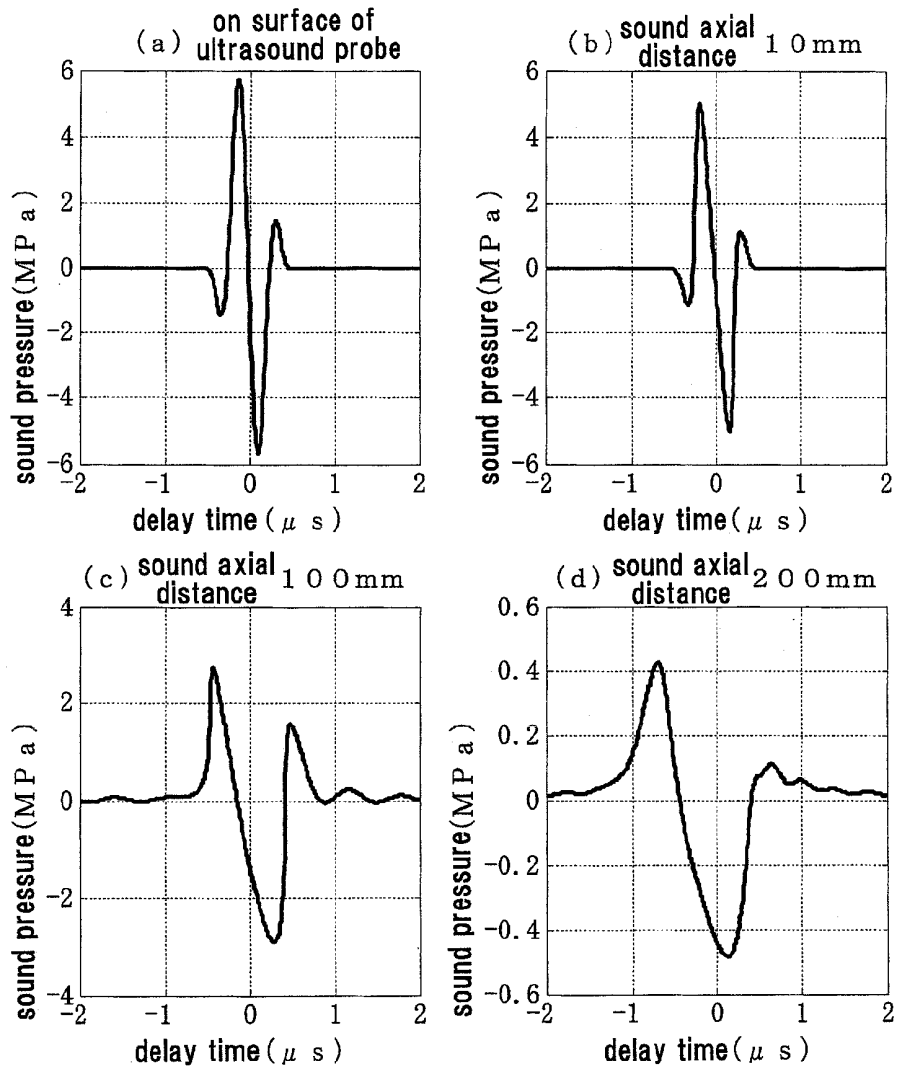 (a) on surface of ultrasound probe
6
4
2
0
−2
−4
−6
−2 −1 0 1 2
sound pressure(MPa)
delay time(μs)
(b) sound axial distance 10mm
6
4
2
0
−2
−4
−6
−2 −1 0 1 2
sound pressure(MPa)
delay time(μs)
(c) sound axial distance 100mm
4
2
0
−2
−4
−2 −1 0 1 2
sound pressure(MPa)
delay time(μs)
(d) sound axial distance 200mm
0.6
0.4
0.2
0
−0.2
−0.4
−0.6
−2 −1 0 1 2
sound pressure(MPa)
delay time(μs)